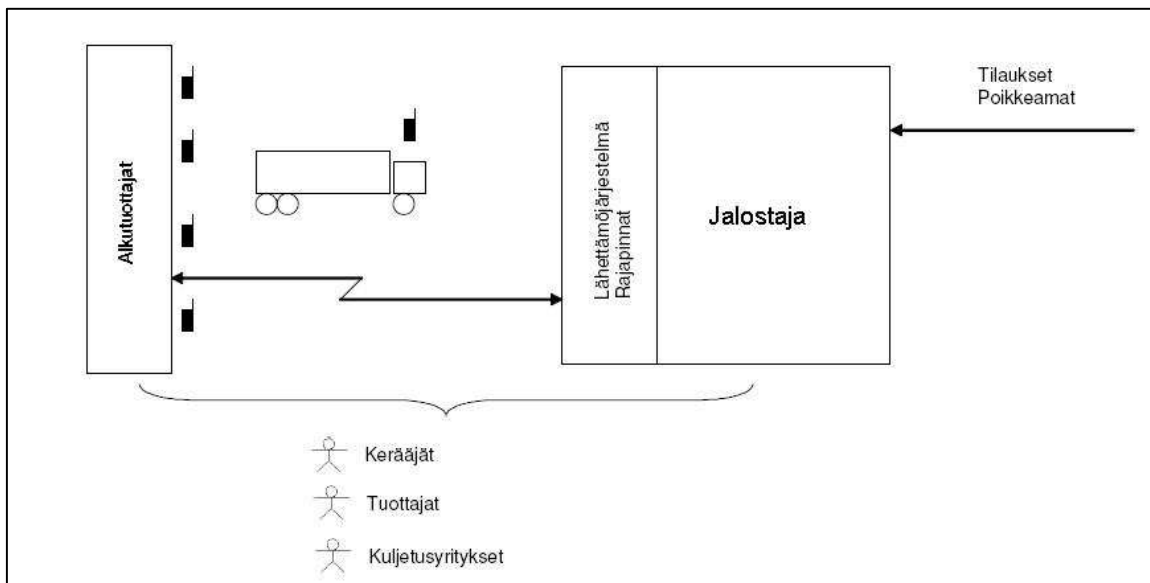 Alkutuottajat
Lähettämöjärjestelmä
Rajapinnat
Jalostaja
Tilaukset
Poikkeamat
Kerääjät
Tuottajat
Kuljetusyritykset